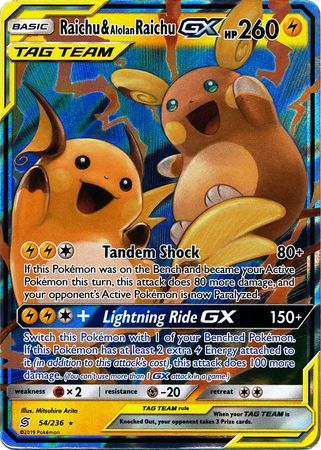 BASIC Raichu & Alolan Raichu GX HP 260
TAG TEAM
Tandem Shock 80+
If this Pokémon was on the Bench and became your Active
Pokémon this turn, this attack does 80 more damage, and
your opponent's Active Pokémon is now Paralyzed.
+ Lightning Ride GX 150+
Switch this Pokémon with 1 of your Benched Pokémon.
If this Pokémon has at least 2 extra Energy attached
to it (in addition to this attack's cost), this attack does 100 more
damage. (You can't use more than 1 GX attack in a game.)
weakness ×2 resistance -20 retreat
Illus. Mitsuhiro Arita
TAG TEAM rule
When your TAG TEAM is
Knocked Out, your opponent takes 3 Prize cards.
54/236 ★
©2019 Pokémon